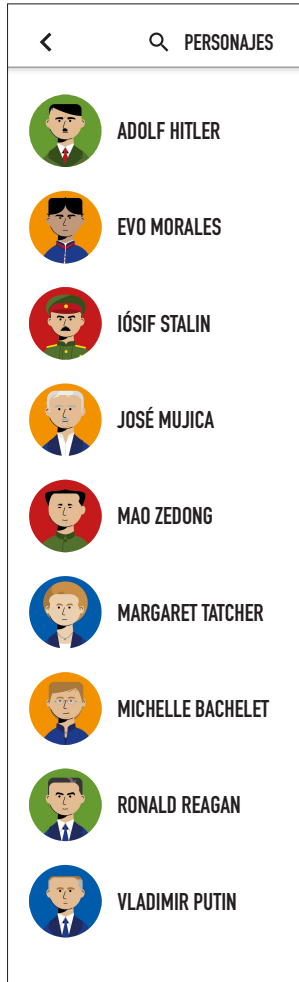 PERSONAJES
ADOLF HITLER
EVO MORALES
IÓSIF STALIN
JOSÉ MUJICA
MAO ZEDONG
MARGARET TATCHER
MICHELLE BACHELET
RONALD REAGAN
VLADIMIR PUTIN